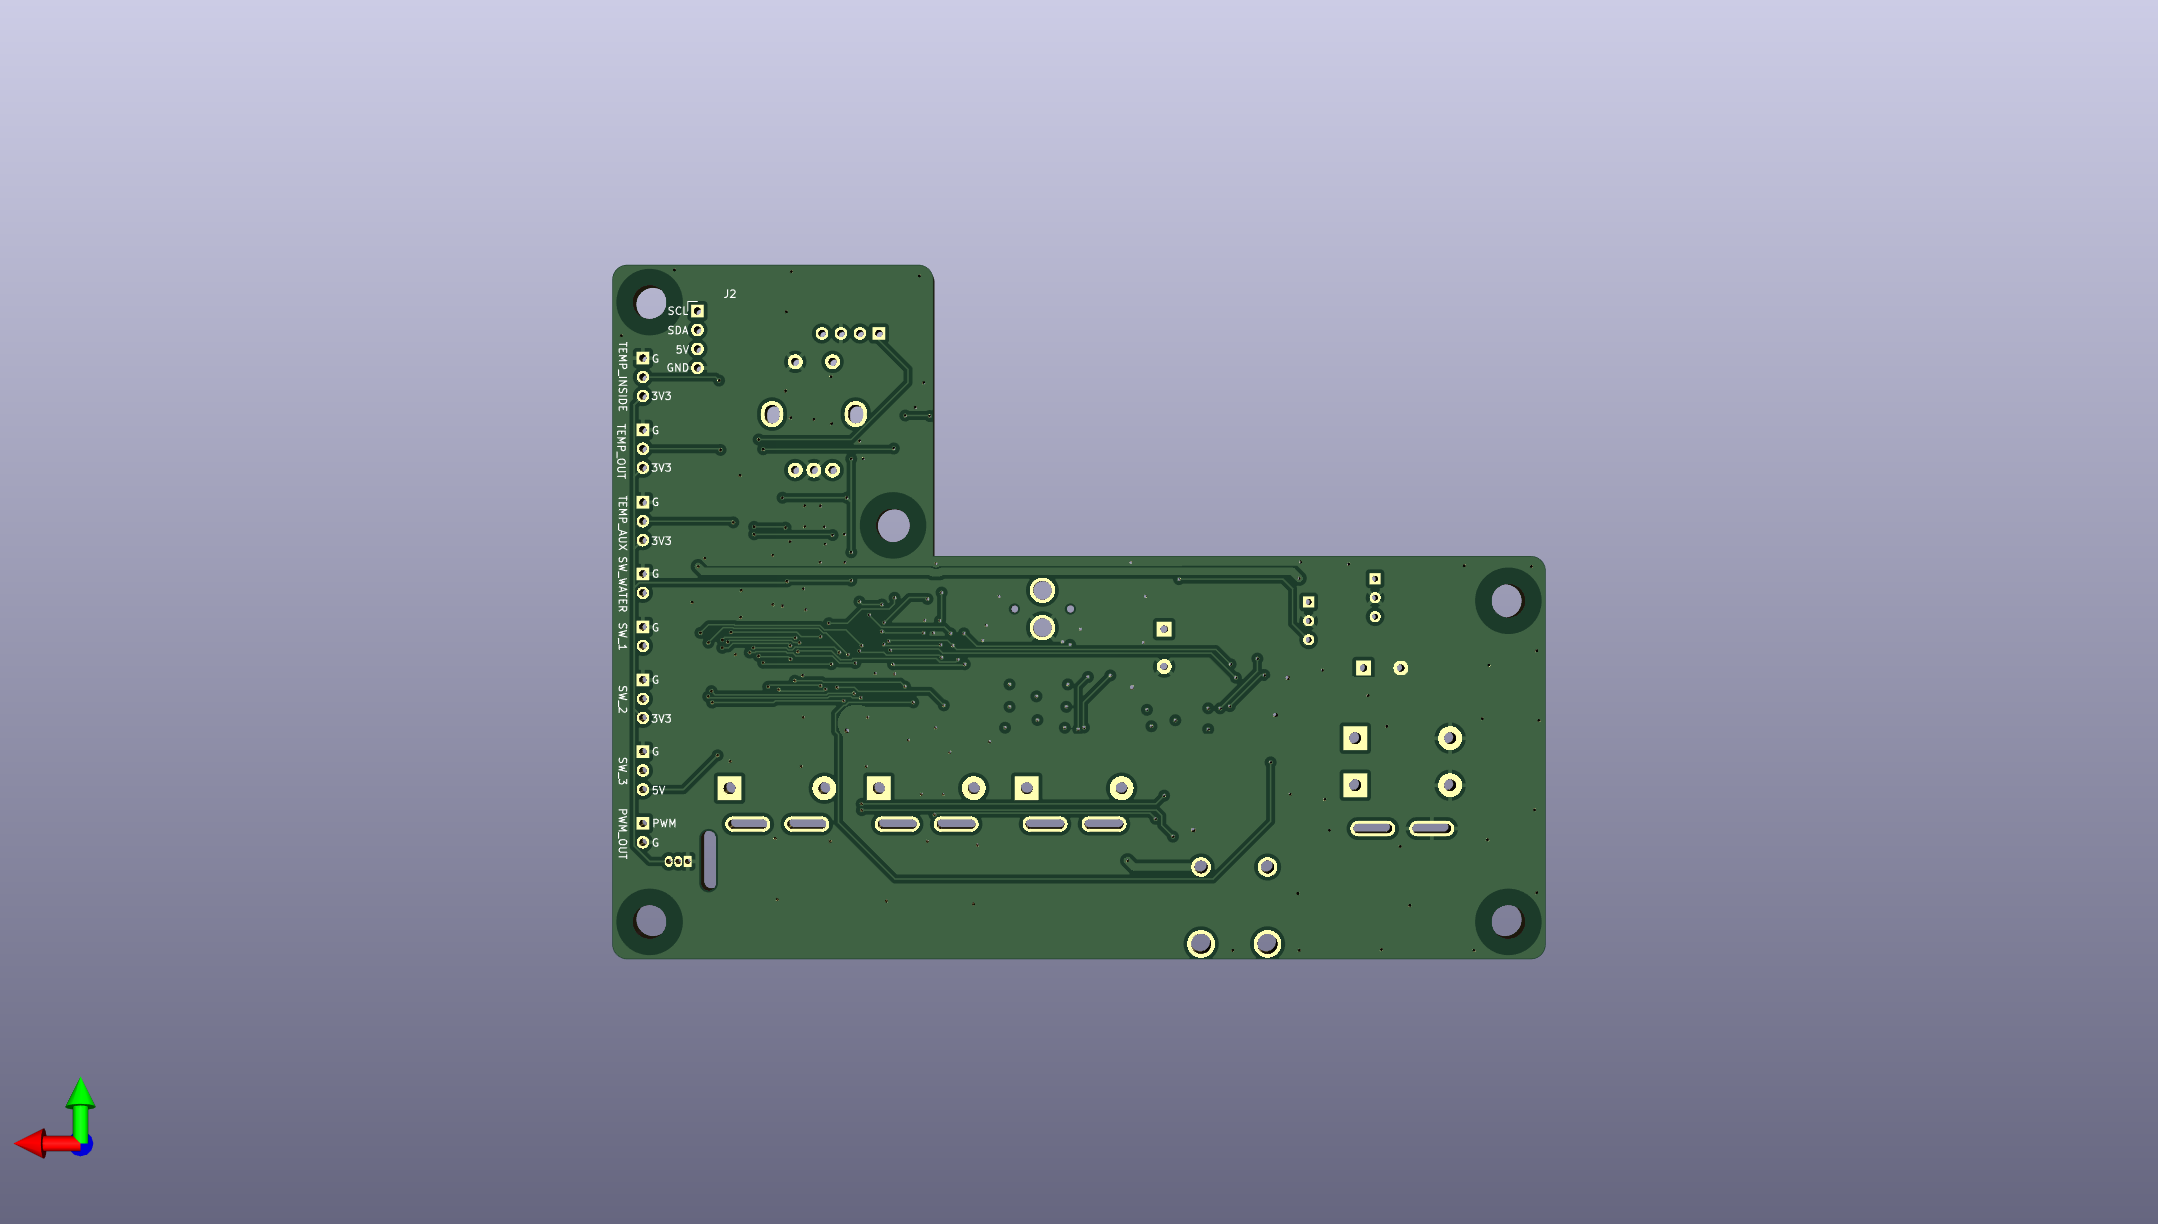 J2
SCL
SDA
5V
GND
TEMP_INSIDE
G
3V3
TEMP_OUT
G
3V3
TEMP_AUX
G
3V3
SW_WATER
G
SW_1
G
SW_2
G
3V3
SW_3
G
5V
PWM_OUT
PWM
G